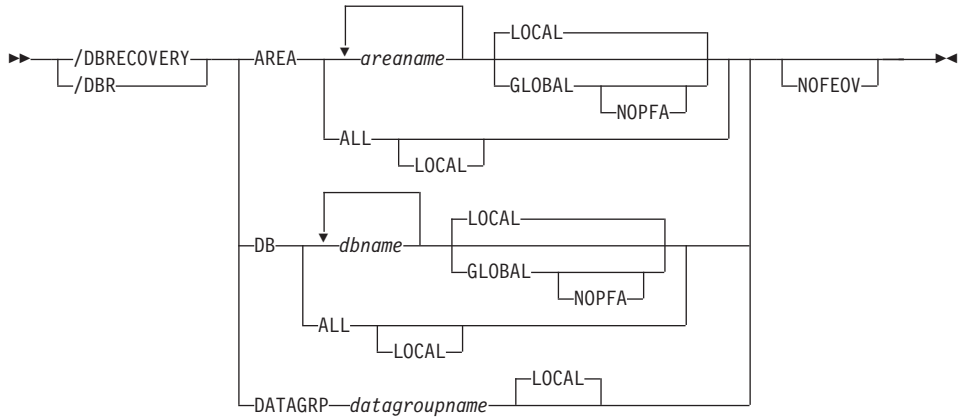 LOCAL
/DBRECOVERY AREA areaname
/DBR GLOBAL NOFEOV
NOPFA
ALL
LOCAL
LOCAL
DB dbname
GLOBAL
NOPFA
ALL
LOCAL
LOCAL
DATAGRP datagroupname